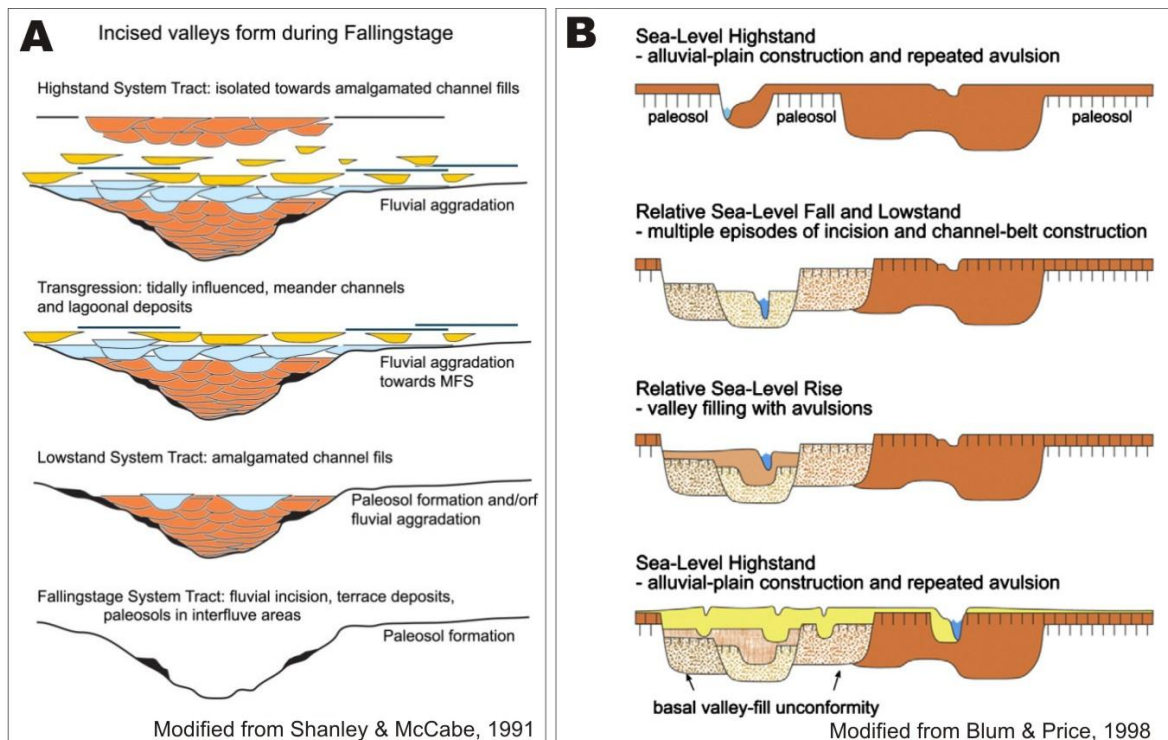 A
Incised valleys form during Fallingstage
Highstand System Tract: isolated towards amalgamated channel fills
Fluvial aggradation
Transgression: tidally influenced, meander channels
and lagoonal deposits
Fluvial aggradation
towards MFS
Lowstand System Tract: amalgamated channel fils
Paleosol formation and/orf
fluvial aggradation
Fallingstage System Tract: fluvial incision, terrace deposits,
paleosols in interfluve areas
Paleosol formation
Modified from Shanley & McCabe, 1991
B
Sea-Level Highstand
- alluvial-plain construction and repeated avulsion
paleosol paleosol paleosol
Relative Sea-Level Fall and Lowstand
- multiple episodes of incision and channel-belt construction
Relative Sea-Level Rise
- valley filling with avulsions
Sea-Level Highstand
- alluvial-plain construction and repeated avulsion
basal valley-fill unconformity
Modified from Blum & Price, 1998